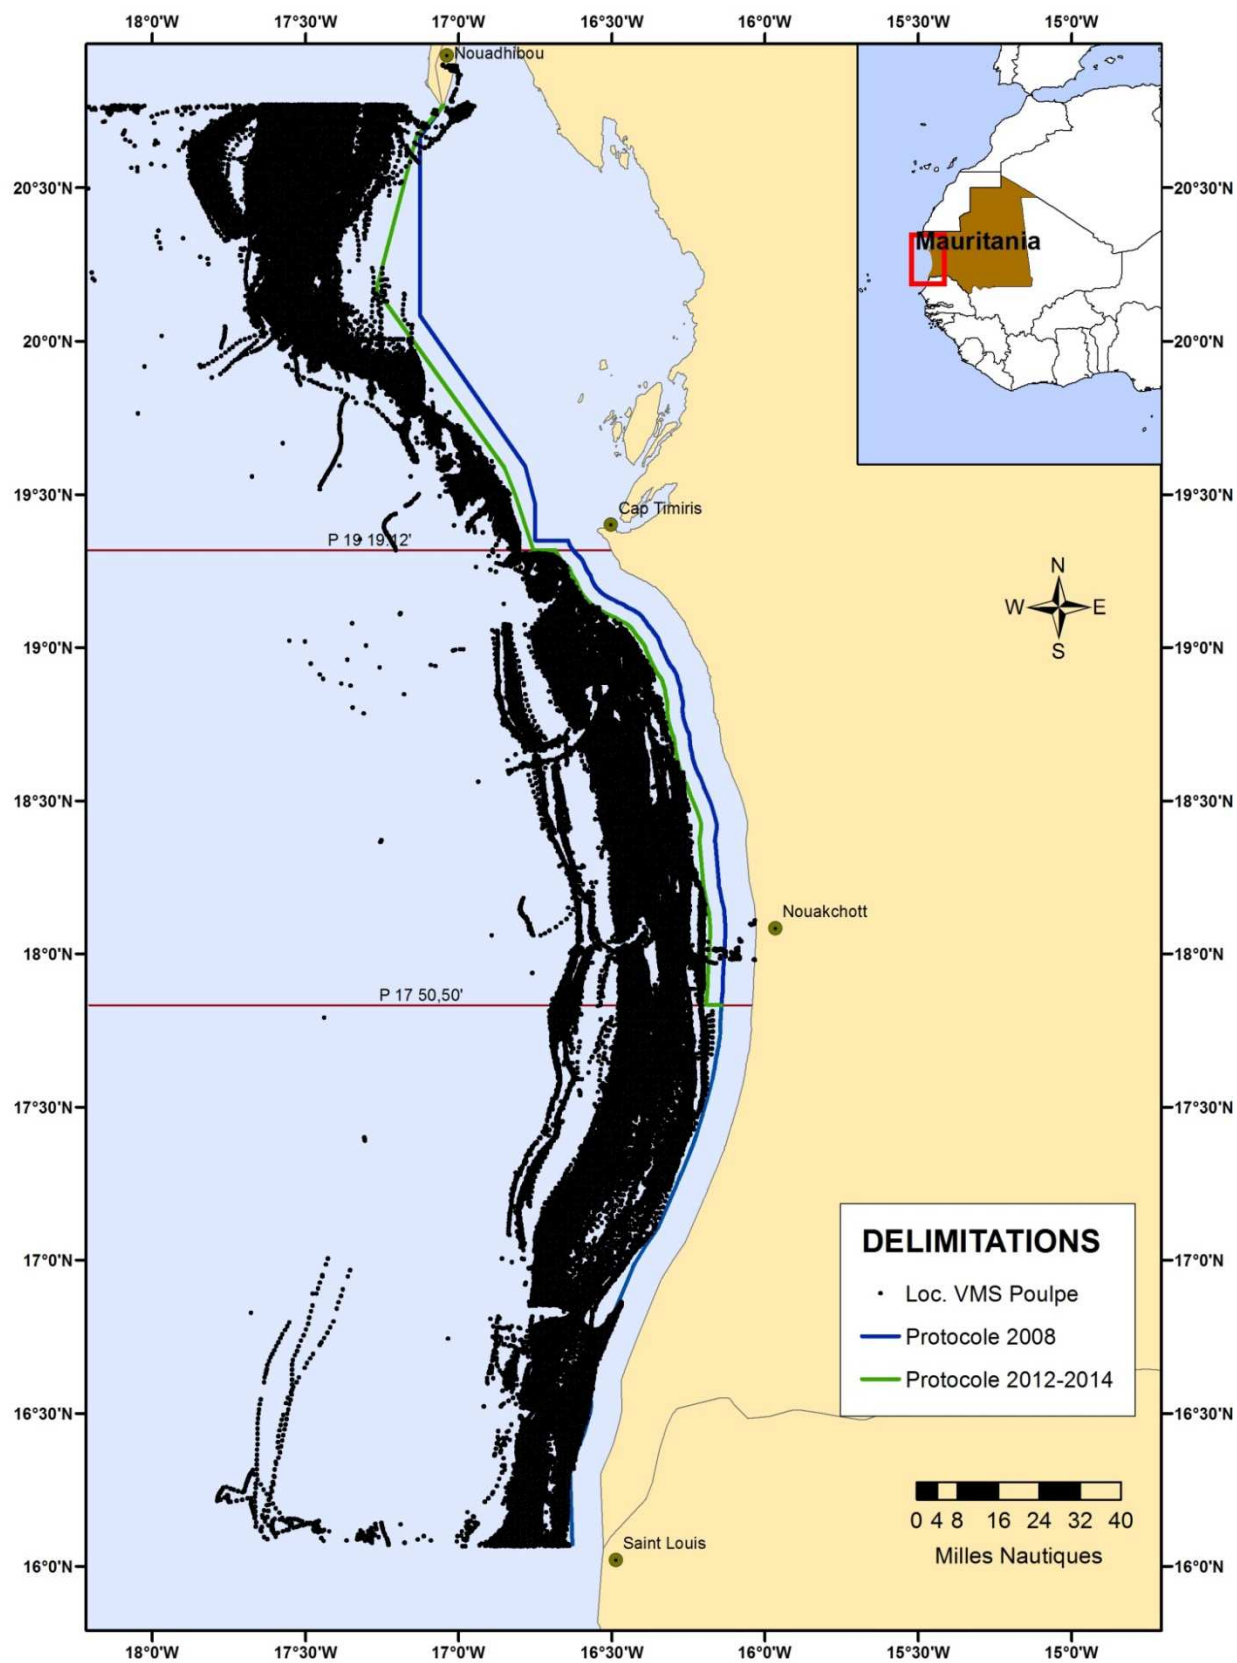 18°0'W 17°30'W 17°0'W 16°30'W 16°0'W 15°30'W 15°0'W
Nouadhibou
Mauritania
20°30'N 20°30'N
20°0'N 20°0'N
19°30'N 19°30'N
Cap Timiris
P 19 19.12'
N
W E
S
19°0'N 19°0'N
18°30'N 18°30'N
Nouakchott
18°0'N 18°0'N
P 17 50,50'
17°30'N 17°30'N
17°0'N 17°0'N
DELIMITATIONS
Loc. VMS Poulpe
Protocole 2008
Protocole 2012-2014
16°30'N 16°30'N
0 4 8 16 24 32 40
Milles Nautiques
Saint Louis
16°0'N 16°0'N
18°0'W 17°30'W 17°0'W 16°30'W 16°0'W 15°30'W 15°0'W